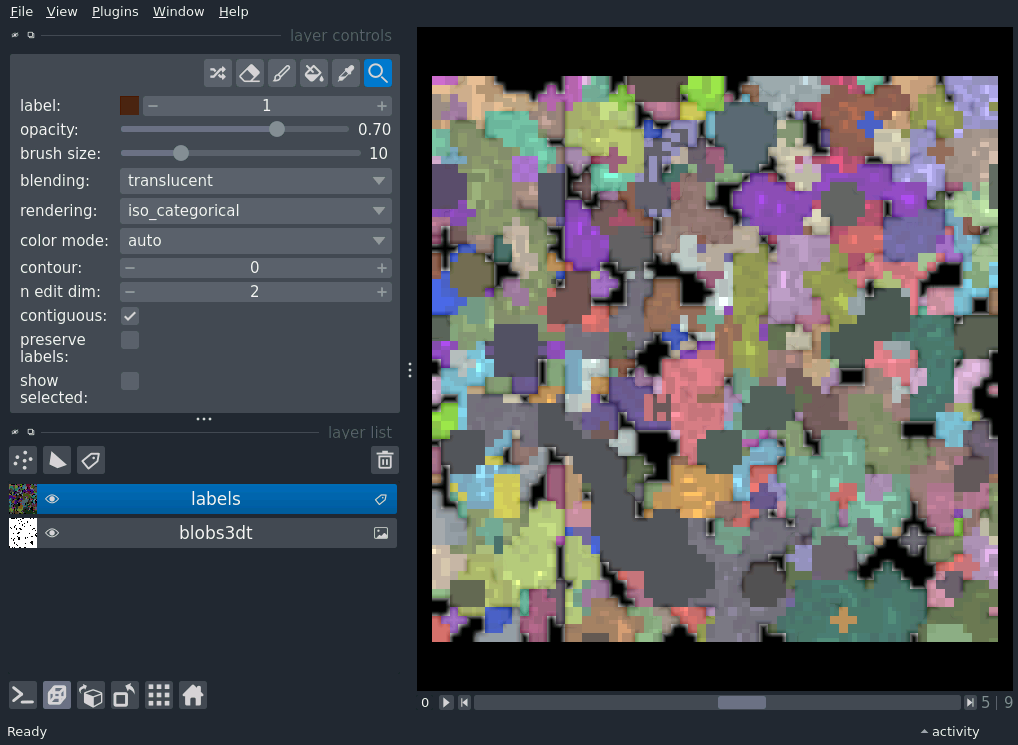 File View Plugins Window Help
layer controls
label: 1
opacity: 0.70
brush size: 10
blending: translucent
rendering: iso_categorical
color mode: auto
contour: 0
n edit dim: 2
contiguous:
preserve
labels:
show
selected:
layer list
labels
blobs3dt
0 5 | 9
Ready activity